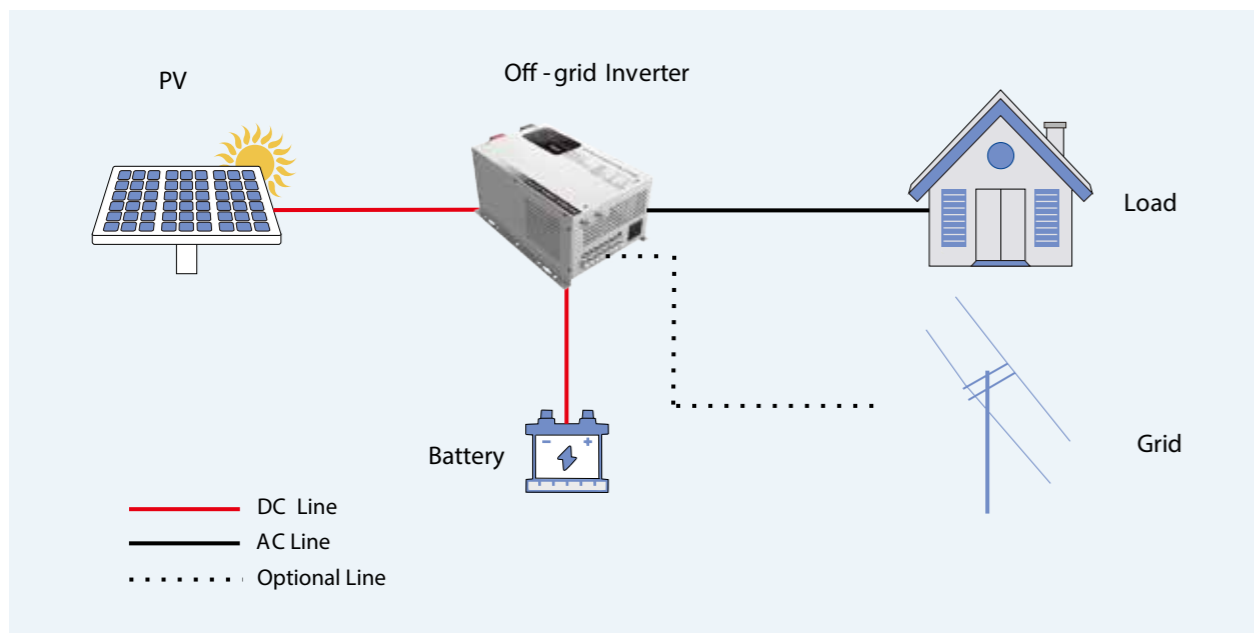 PV
Off-grid Inverter
Load
Battery
Grid
DC Line
AC Line
Optional Line